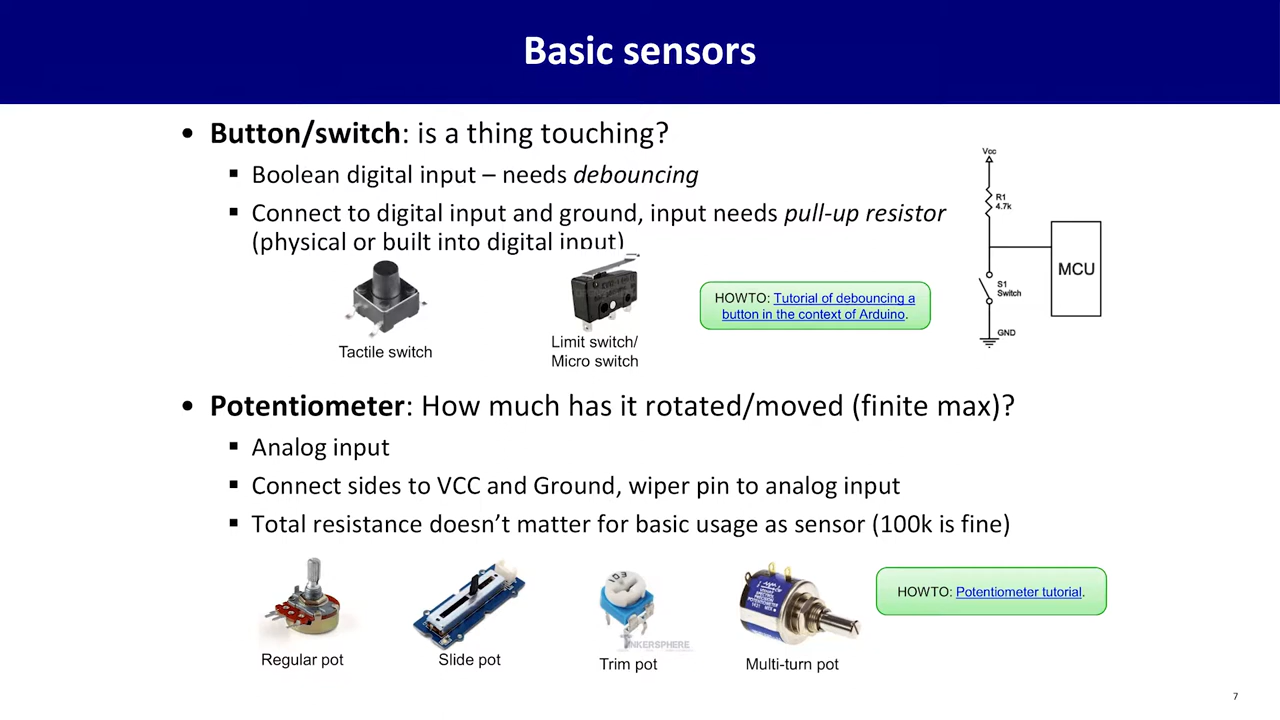 Basic sensors
• Button/switch: is a thing touching?
▪ Boolean digital input – needs debouncing
▪ Connect to digital input and ground, input needs pull-up resistor
(physical or built into digital input)
Vcc
R1
4.7k
MCU
S1
Switch
GND
HOWTO: Tutorial of debouncing a
button in the context of Arduino.
Tactile switch
Limit switch/
Micro switch
• Potentiometer: How much has it rotated/moved (finite max)?
▪ Analog input
▪ Connect sides to VCC and Ground, wiper pin to analog input
▪ Total resistance doesn’t matter for basic usage as sensor (100k is fine)
103
INKERSPHERE
HOWTO: Potentiometer tutorial.
Regular pot
Slide pot
Trim pot
Multi-turn pot
7